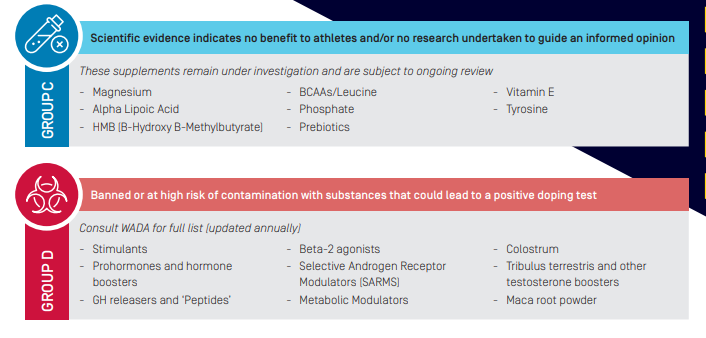 Scientific evidence indicates no benefit to athletes and/or no research undertaken to guide an informed opinion
These supplements remain under investigation and are subject to ongoing review
GROUP C
- Magnesium
- Alpha Lipoic Acid
- HMB (B-Hydroxy B-Methylbutyrate)
- BCAAs/Leucine
- Phosphate
- Prebiotics
- Vitamin E
- Tyrosine
Banned or at high risk of contamination with substances that could lead to a positive doping test
Consult WADA for full list (updated annually)
GROUP D
- Stimulants
- Prohormones and hormone
boosters
- GH releasers and ‘Peptides’
- Beta-2 agonists
- Selective Androgen Receptor
Modulators (SARMS)
- Metabolic Modulators
- Colostrum
- Tribulus terrestris and other
testosterone boosters
- Maca root powder